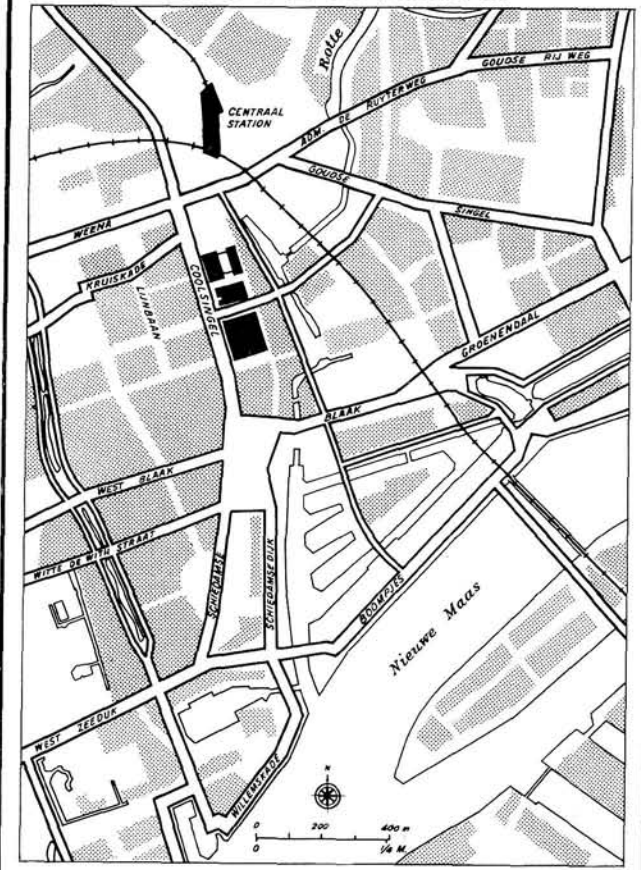 Rotte
GOUDSE RIJ WEG
CENTRAAL
STATION
ADM. DE RUYTERWEG
GOUDSE
SINGEL
WEENA
KRUISKADE
COOLSINGEL
LIJNBAAN
GROENENDAAL
BLAAK
WEST BLAAK
WITTE DE WITH STRAAT
SCHIEDAMSE
SCHIEDAMSEDIJK
BOOMPJES
Nieuwe Maas
WEST ZEEDIJK
WILLEMSKADE
N
0 200 400 m
0 1/4 M.